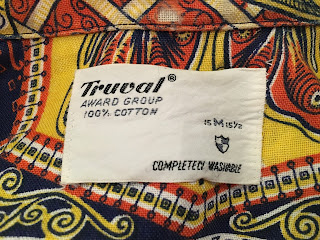 Truval®
AWARD GROUP
100% COTTON
15 M 15½
COMPLETELY WASHABLE